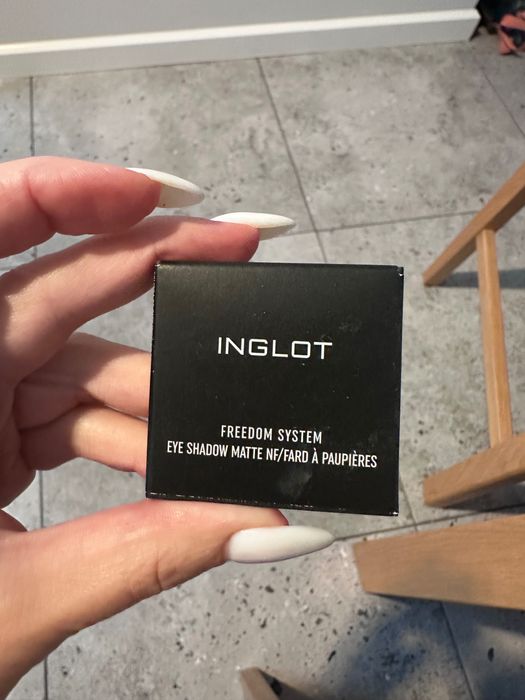 INGLOT
FREEDOM SYSTEM
EYE SHADOW MATTE NF/FARD À PAUPIÈRES